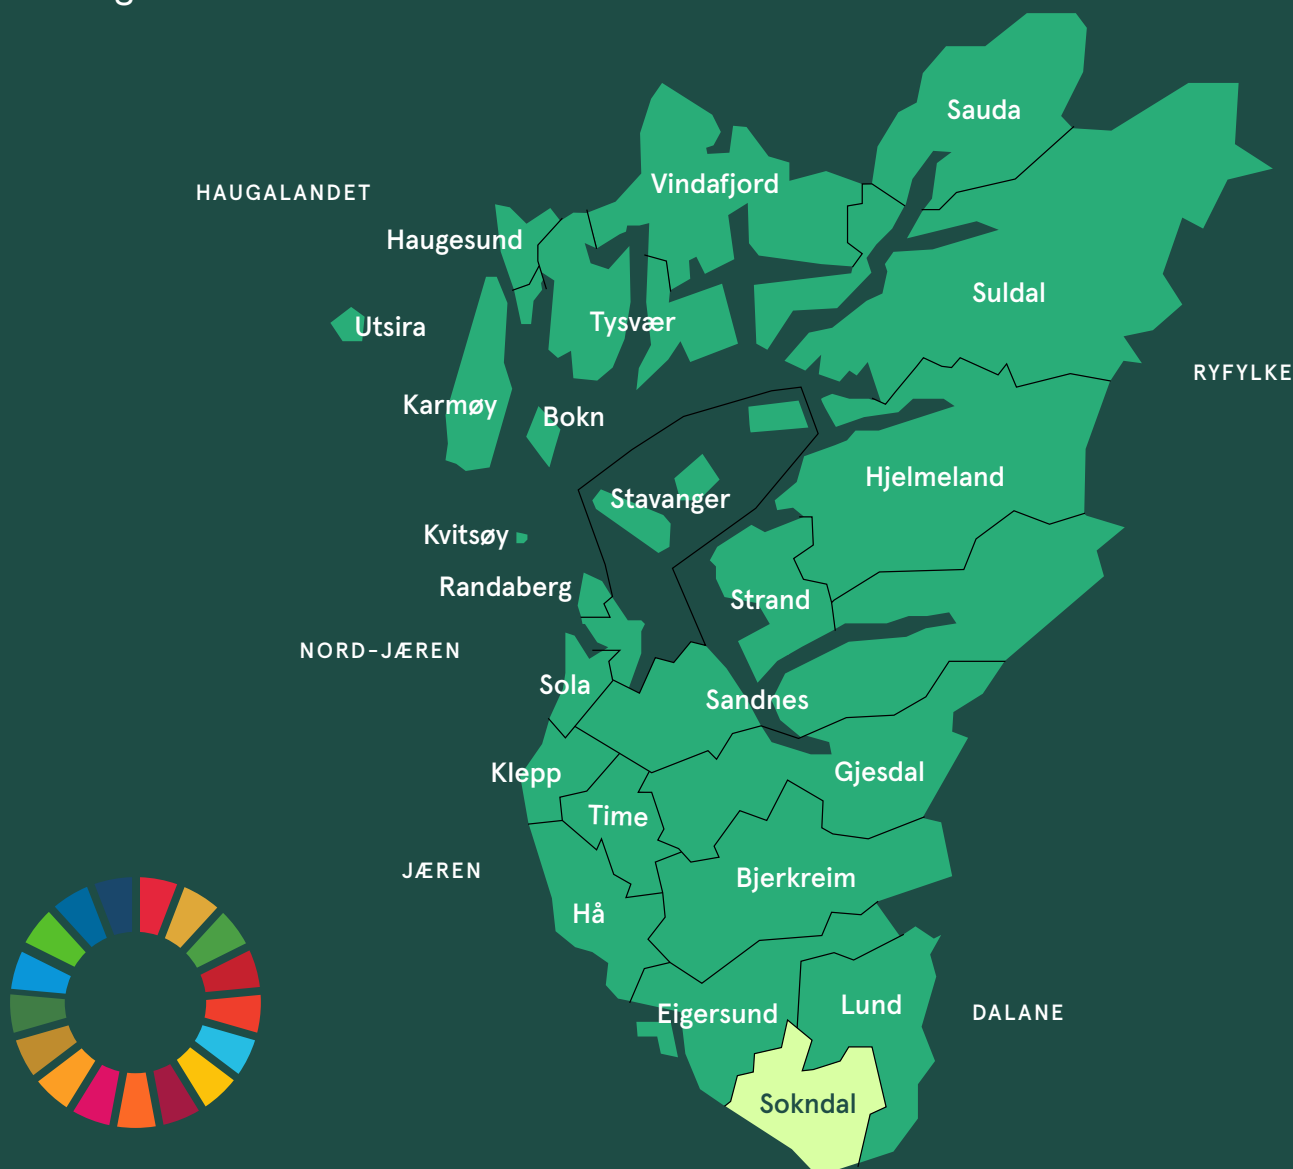 Sauda
Vindafjord
HAUGALANDET
Haugesund
Suldal
Utsira
Tysvær
RYFYLKE
Karmøy
Bokn
Hjelmeland
Stavanger
Kvitsøy
Randaberg
Strand
NORD-JÆREN
Sola
Sandnes
Klepp
Gjesdal
Time
JÆREN
Bjerkreim
Hå
Lund
Eigersund
DALANE
Sokndal